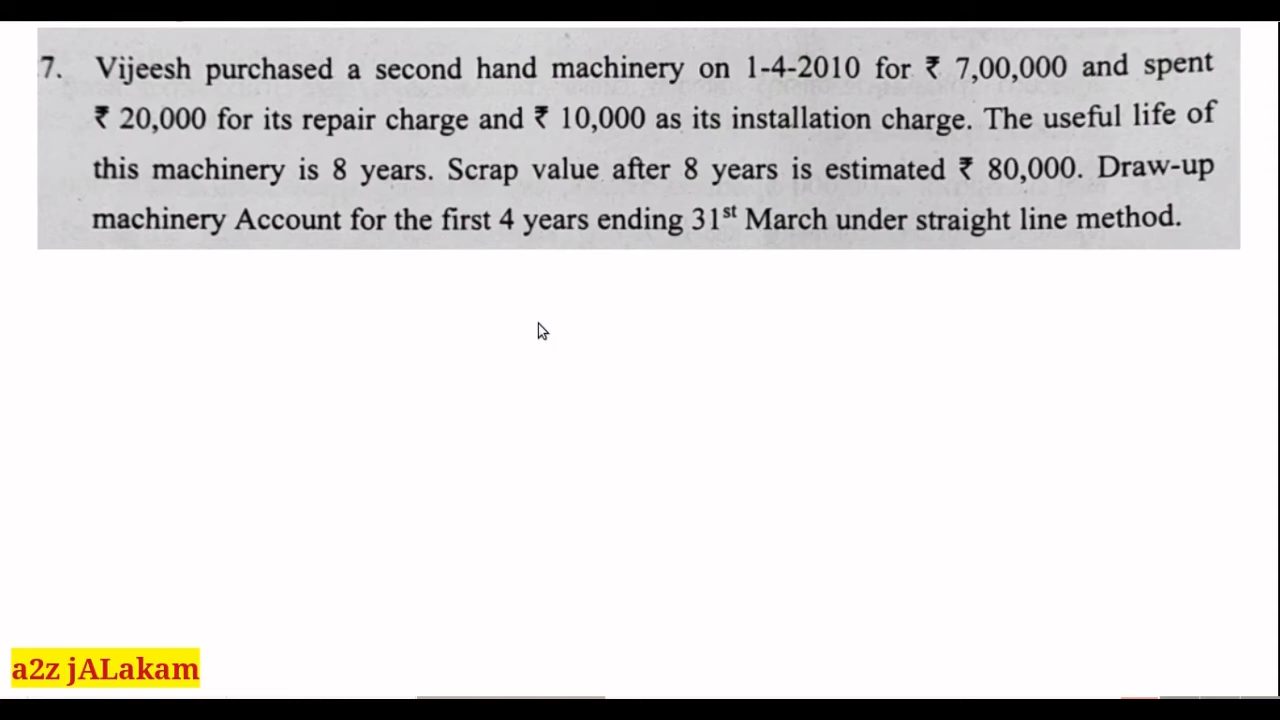 7. Vijeesh purchased a second hand machinery on 1-4-2010 for ₹ 7,00,000 and spent
₹ 20,000 for its repair charge and ₹ 10,000 as its installation charge. The useful life of
this machinery is 8 years. Scrap value after 8 years is estimated ₹ 80,000. Draw-up
machinery Account for the first 4 years ending 31st March under straight line method.
a2z jALakam